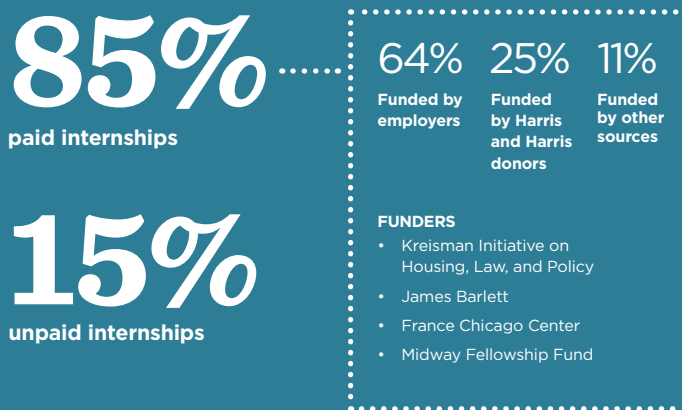 85%
paid internships
15%
unpaid internships
64%
Funded by
employers
25%
Funded
by Harris
and Harris
donors
11%
Funded
by other
sources
FUNDERS
• Kreisman Initiative on
Housing, Law, and Policy
• James Barlett
• France Chicago Center
• Midway Fellowship Fund